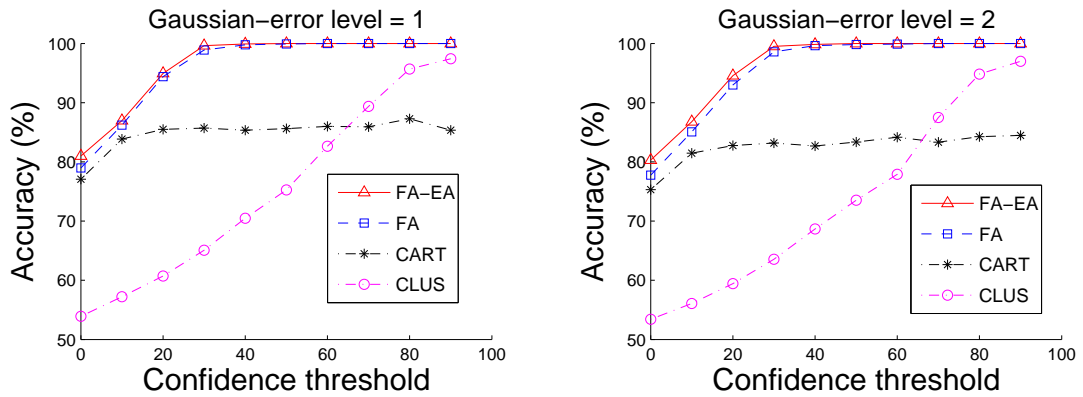 Gaussian−error level = 1
Accuracy (%)
100
90
80
70
60
50
0 20 40 60 80 100
Confidence threshold
FA−EA
FA
CART
CLUS
Gaussian−error level = 2
Accuracy (%)
100
90
80
70
60
50
0 20 40 60 80 100
Confidence threshold
FA−EA
FA
CART
CLUS